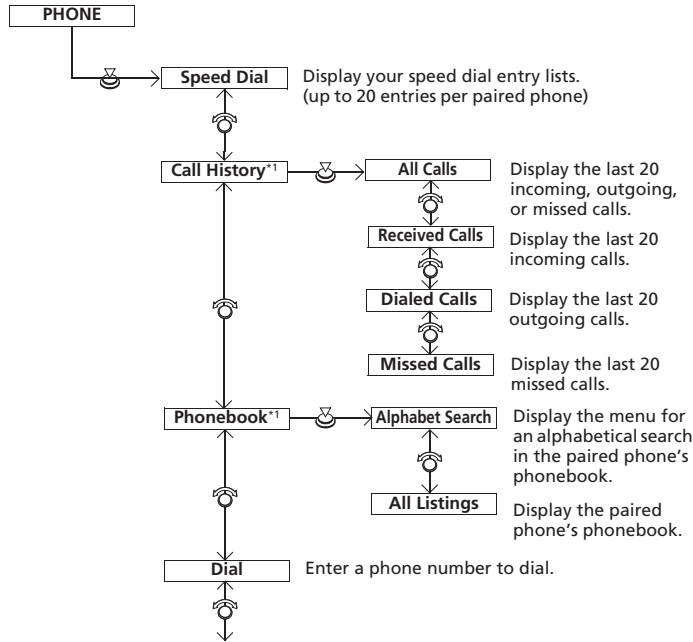 PHONE
Speed Dial
Display your speed dial entry lists.
(up to 20 entries per paired phone)
Call History*1
All Calls
Display the last 20
incoming, outgoing,
or missed calls.
Received Calls
Display the last 20
incoming calls.
Dialed Calls
Display the last 20
outgoing calls.
Missed Calls
Display the last 20
missed calls.
Phonebook*1
Alphabet Search
Display the menu for
an alphabetical search
in the paired phone's
phonebook.
All Listings
Display the paired
phone's phonebook.
Dial
Enter a phone number to dial.